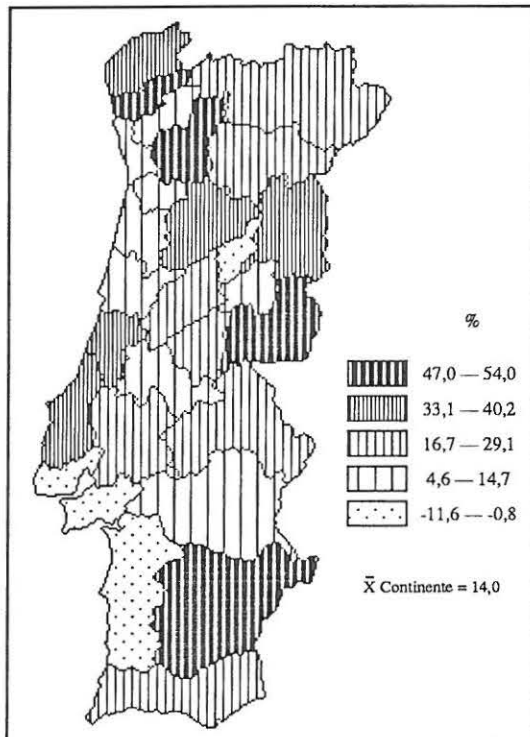 %
47,0 — 54,0
33,1 — 40,2
16,7 — 29,1
4,6 — 14,7
-11,6 — -0,8
X̄ Continente = 14,0